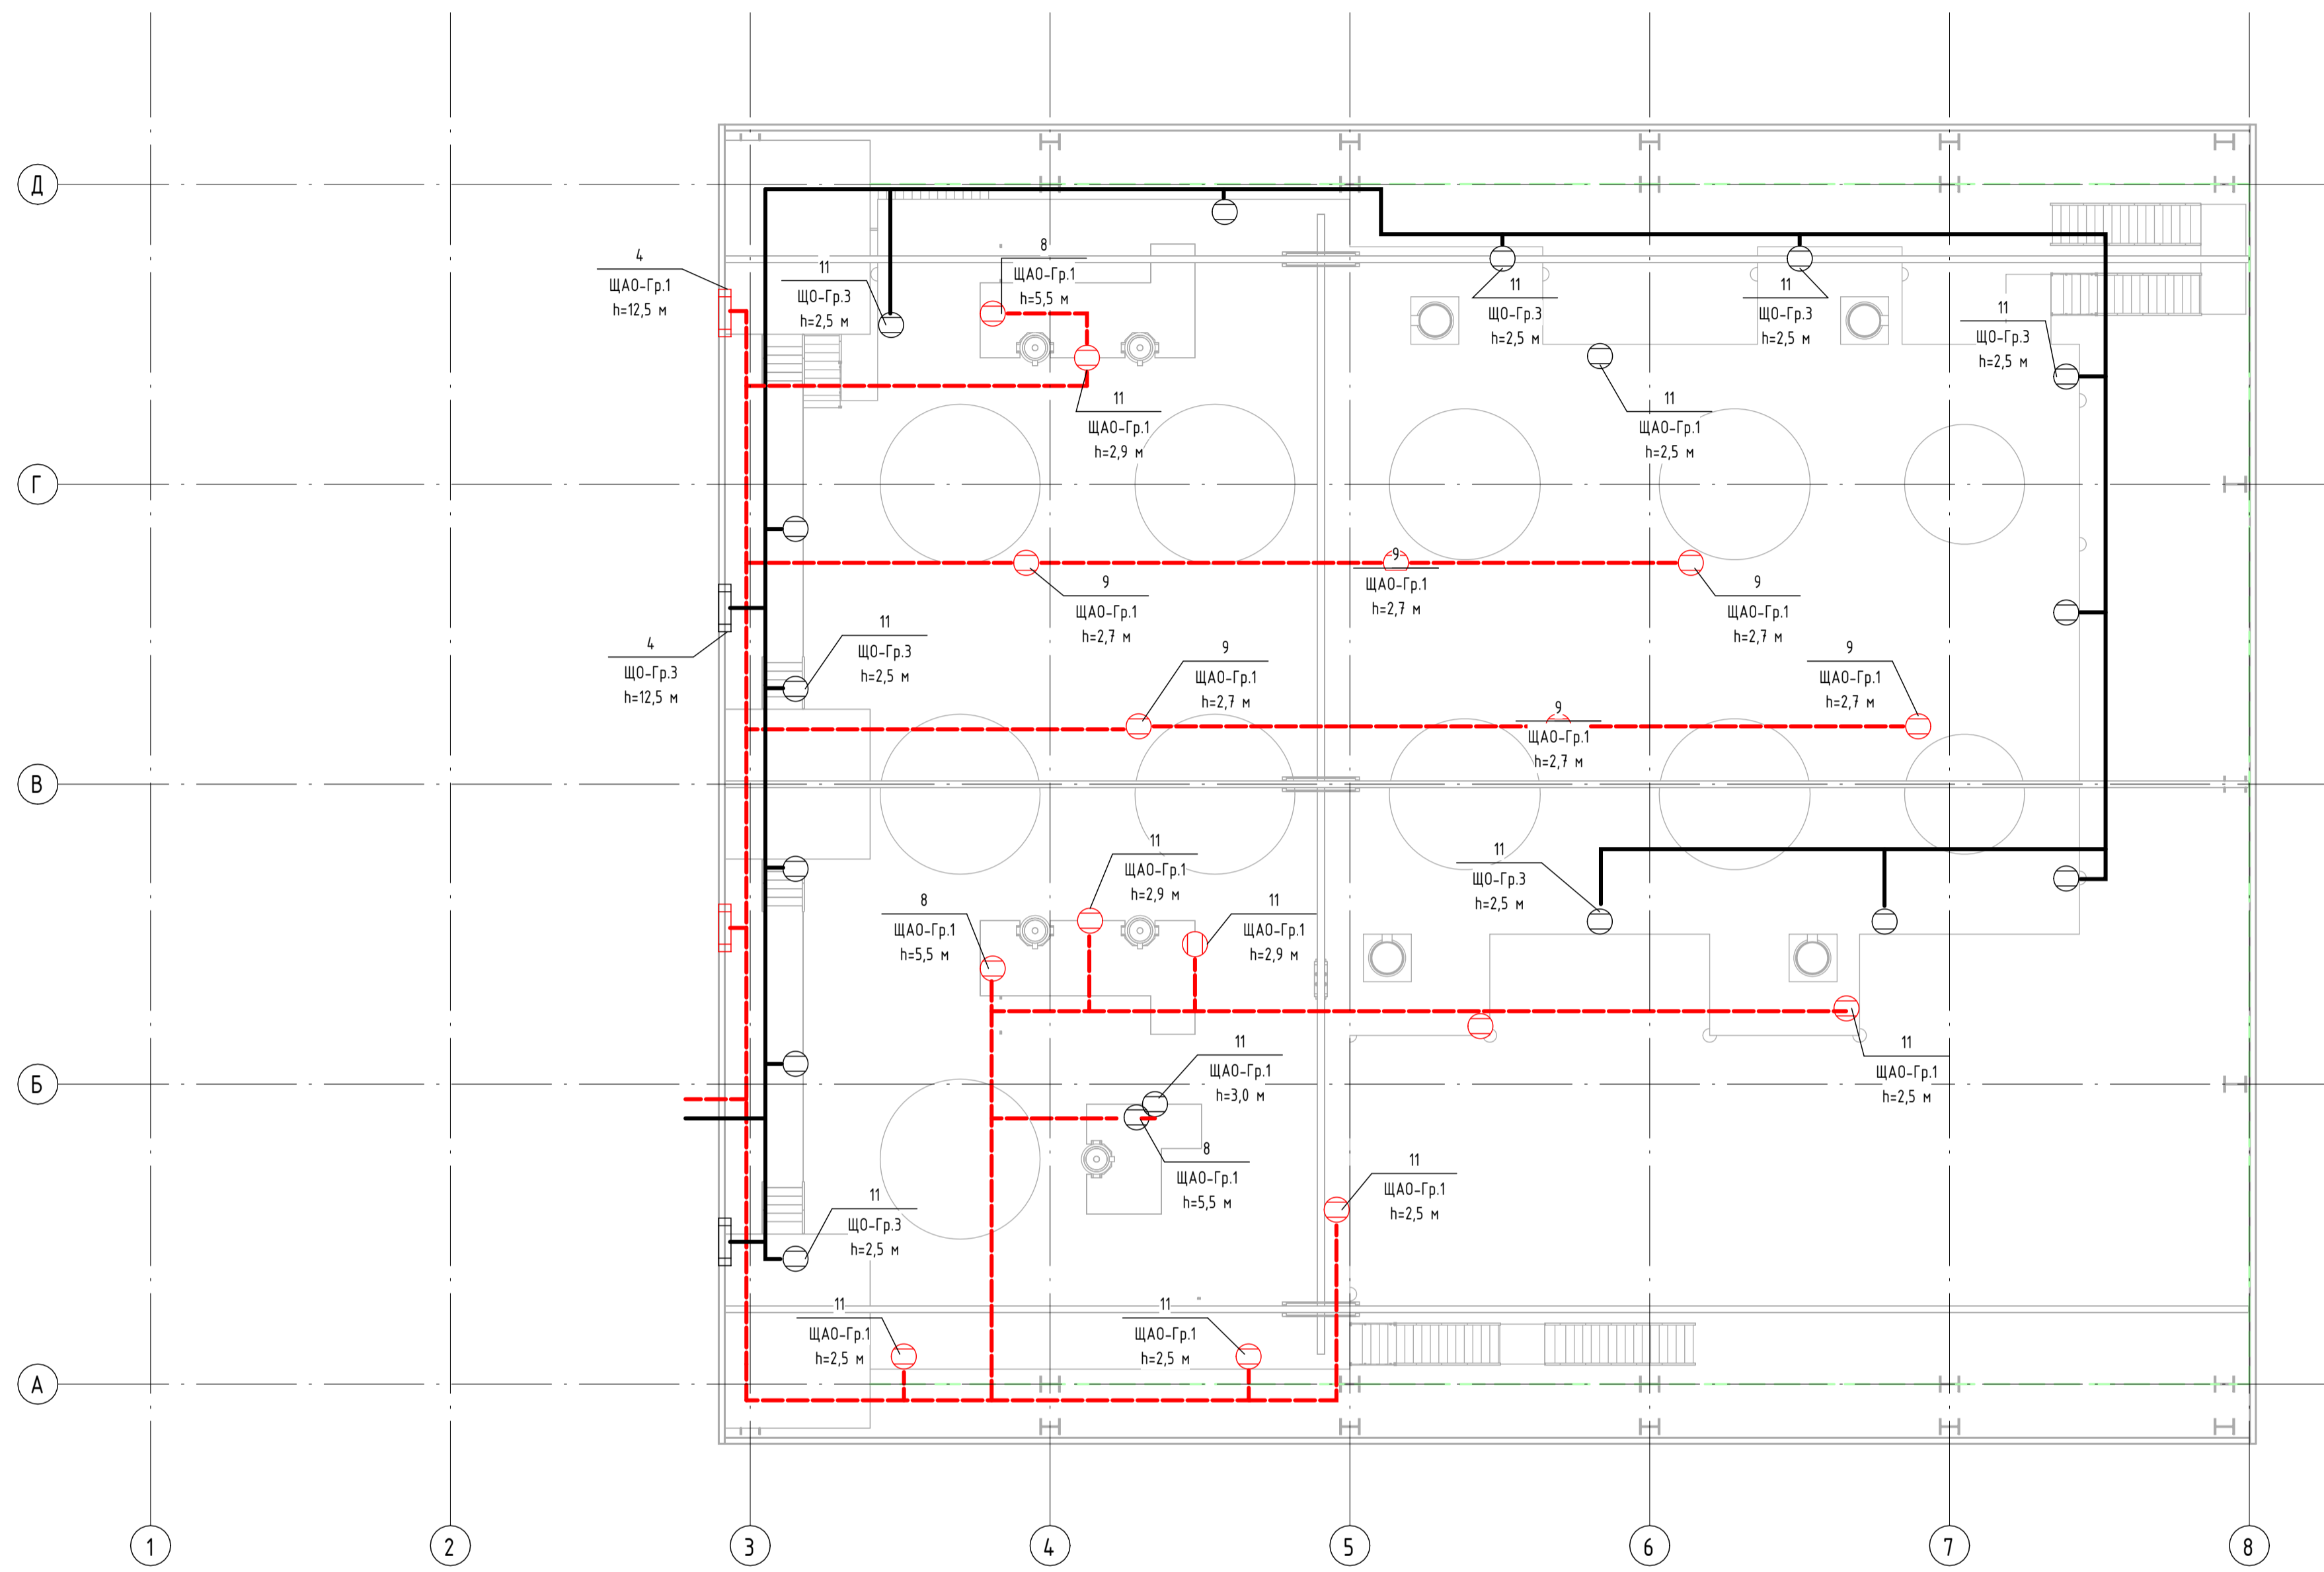 Д
8
4
ЩАО-Гр.1
h=5,5 м
ЩАО-Гр.1
h=12,5 м
11
ЩО-Гр.3
h=2,5 м
11
ЩО-Гр.3
h=2,5 м
11
ЩО-Гр.3
h=2,5 м
11
ЩО-Гр.3
h=2,5 м
11
ЩАО-Гр.1
h=2,9 м
11
ЩАО-Гр.1
h=2,5 м
Г
9
ЩАО-Гр.1
h=2,7 м
9
ЩАО-Гр.1
h=2,7 м
9
ЩАО-Гр.1
h=2,7 м
4
ЩО-Гр.3
h=12,5 м
11
ЩО-Гр.3
h=2,5 м
9
ЩАО-Гр.1
h=2,7 м
9
ЩАО-Гр.1
h=2,7 м
9
ЩАО-Гр.1
h=2,7 м
В
11
ЩАО-Гр.1
h=2,9 м
11
ЩО-Гр.3
h=2,5 м
8
ЩАО-Гр.1
h=5,5 м
11
ЩАО-Гр.1
h=2,9 м
11
ЩАО-Гр.1
h=3,0 м
11
ЩАО-Гр.1
h=2,5 м
Б
8
ЩАО-Гр.1
h=5,5 м
11
ЩАО-Гр.1
h=2,5 м
11
ЩО-Гр.3
h=2,5 м
11
ЩАО-Гр.1
h=2,5 м
11
ЩАО-Гр.1
h=2,5 м
А
1
2
3
4
5
6
7
8